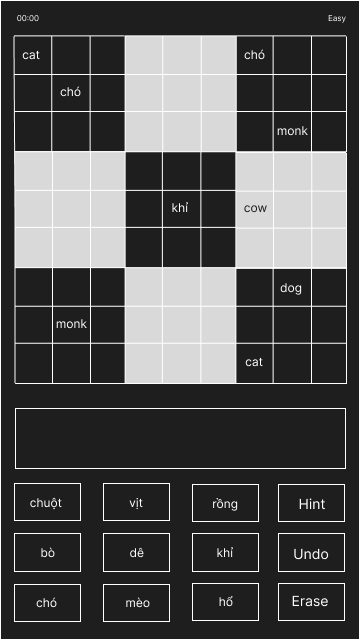 00:00 Easy
cat chó
chó
monk
khỉ cow
dog
monk
cat
chuột vịt rồng Hint
bò dê khỉ Undo
chó mèo hổ Erase